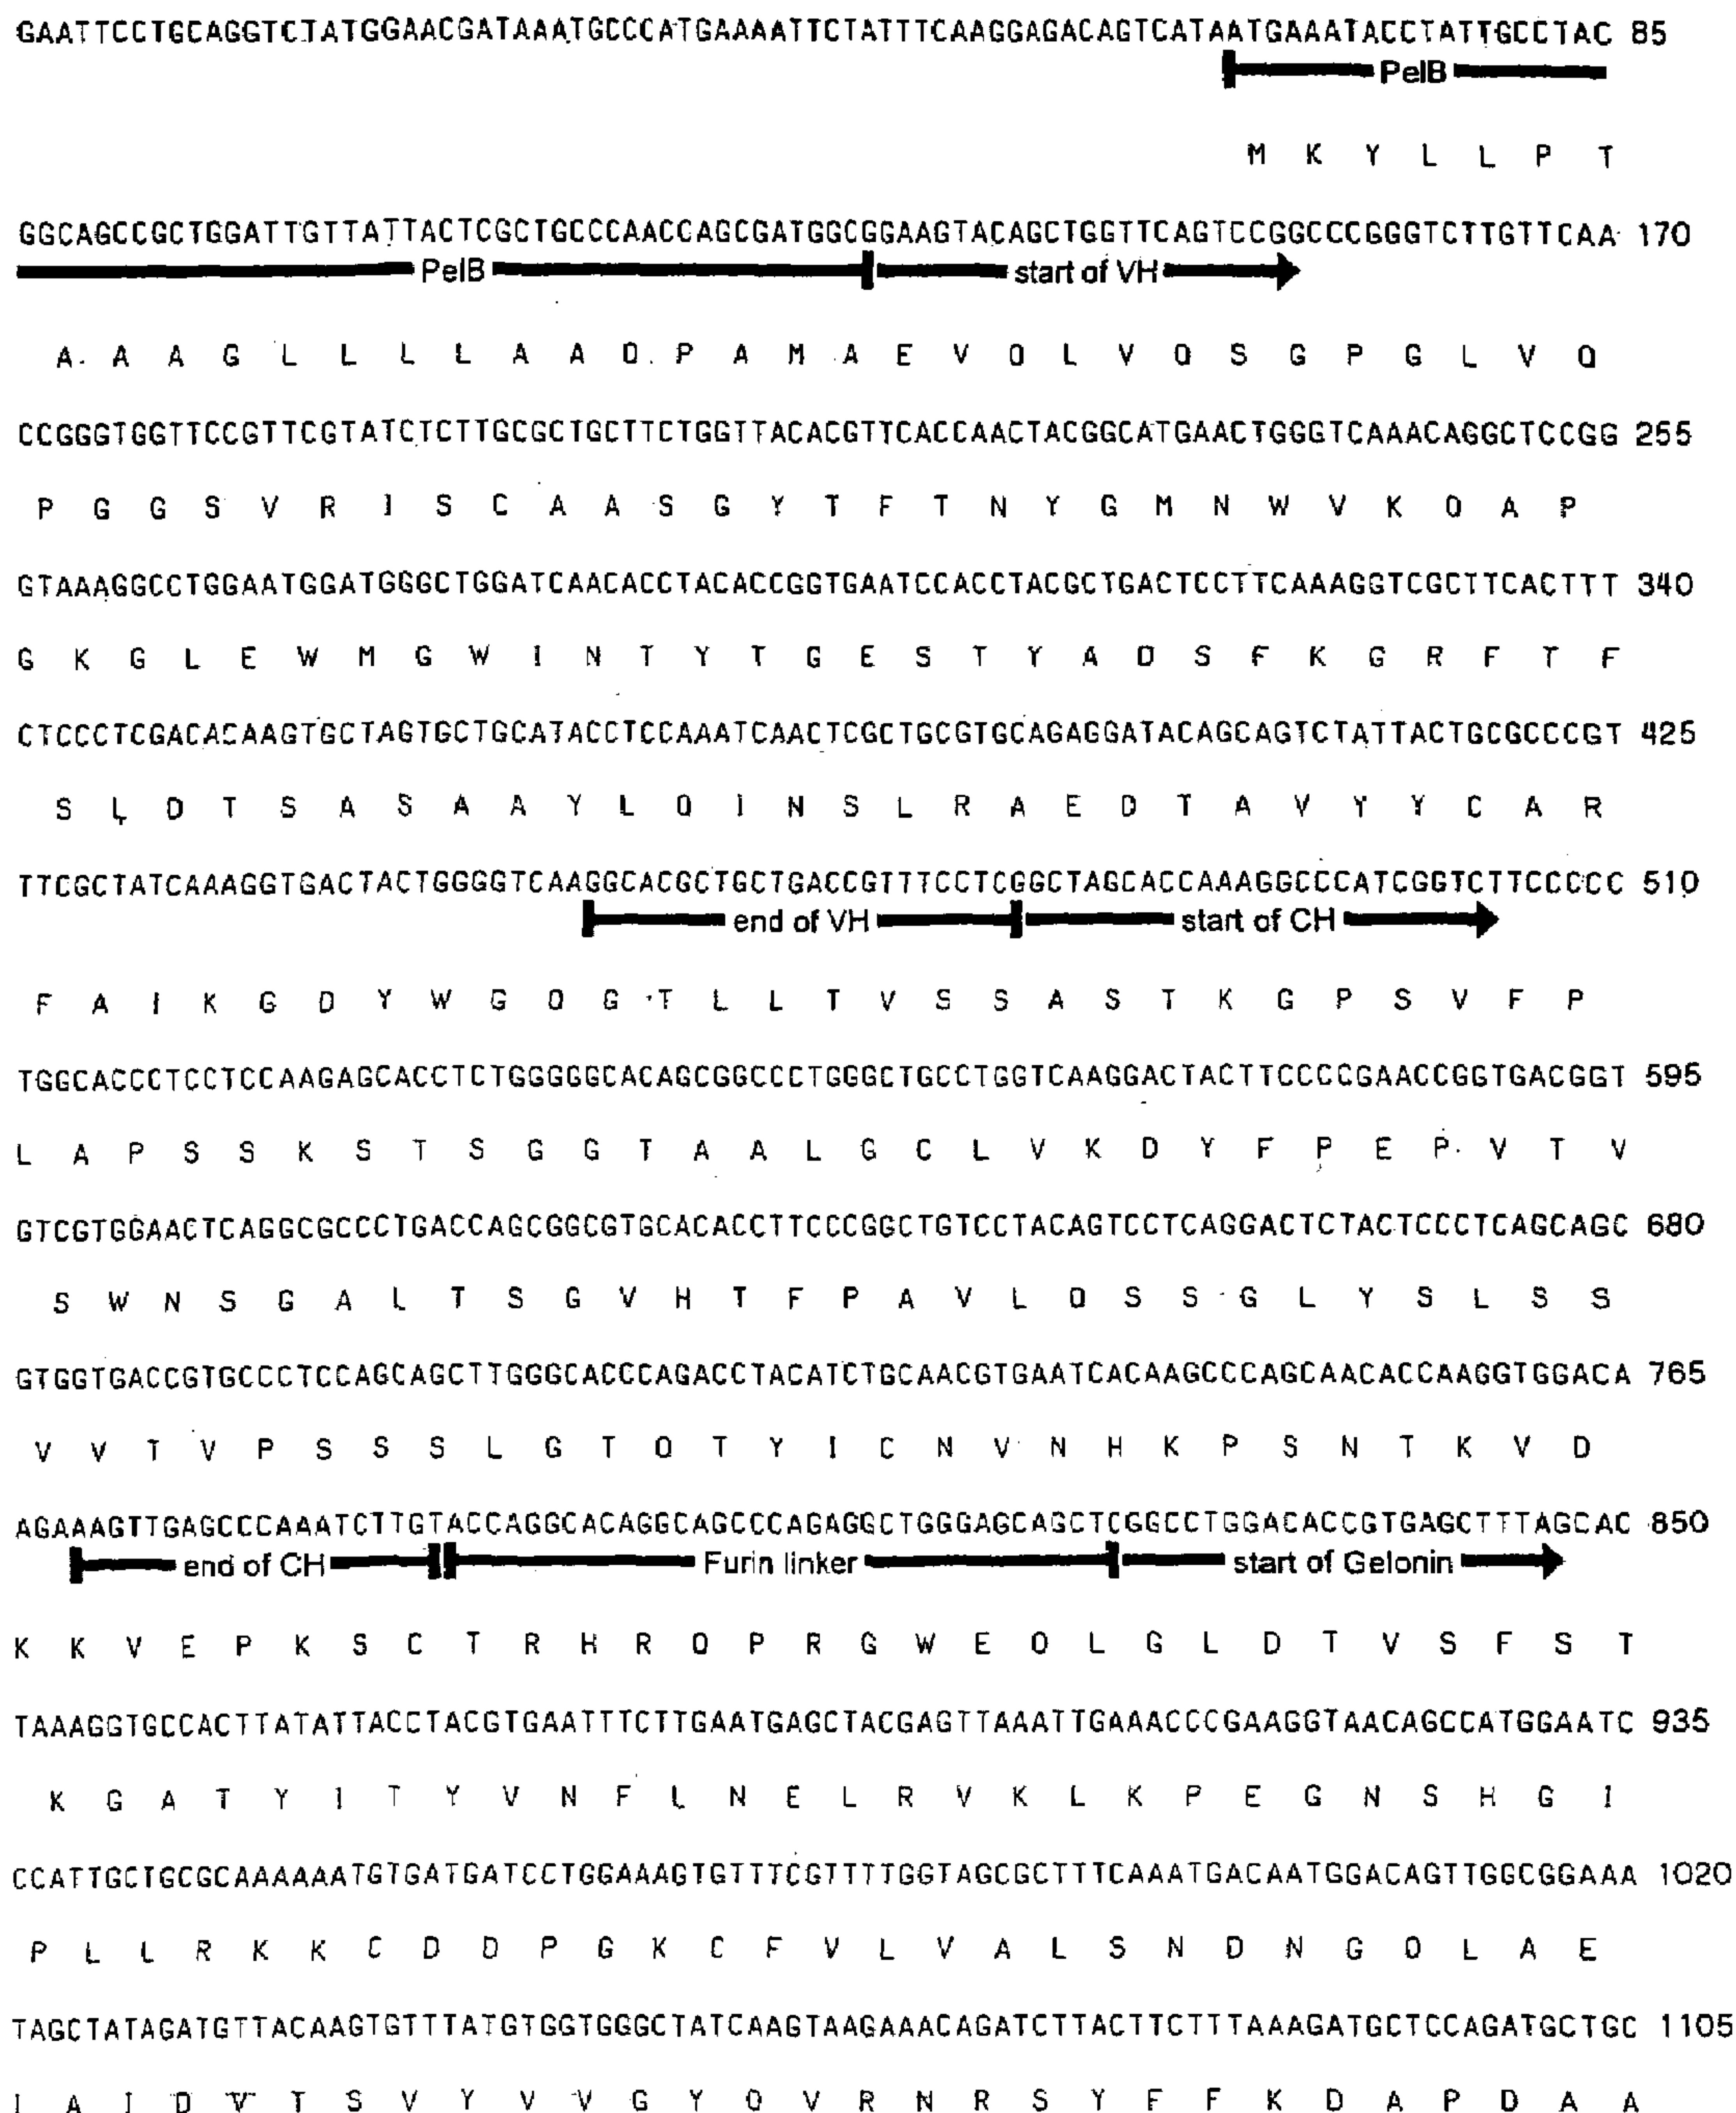 GAATTCCTGCAGGTCTATGGAACGATAAATGCCCATGAAAATTCTATTTCAAGGAGACAGTCATAATGAAATACCTATTGCCTAC 85
PelB
M K Y L L P T
GGCAGCCGCTGGATTGTTATTACTCGCTGCCCAACCAGCGATGGCGGAAGTACAGCTGGTTCAGTCCGGCCCGGGTCTTGTTCAA 170
PelB start of VH
A A A G L L L L A A Q P A M A E V Q L V Q S G P G L V Q
CCGGGTGGTTCCGTTCGTATCTCTTGCGCTGCTTCTGGTTACACGTTCACCAACTACGGCATGAACTGGGTCAAACAGGCTCCGG 255
P G G S V R I S C A A S G Y T F T N Y G M N W V K Q A P
GTAAAGGCCTGGAATGGATGGGCTGGATCAACACCTACACCGGTGAATCCACCTACGCTGACTCCTTCAAAGGTCGCTTCACTTT 340
G K G L E W M G W I N T Y T G E S T Y A D S F K G R F T F
CTCCCTCGACACAAGTGCTAGTGCTGCATACCTCCAAATCAACTCGCTGCGTGCAGAGGATACAGCAGTCTATTACTGCGCCCGT 425
S L D T S A S A A Y L Q I N S L R A E D T A V Y Y C A R
TTCGCTATCAAAGGTGACTACTGGGGTCAAGGCACGCTGCTGACCGTTTCCTCGGCTAGCACCAAAGGCCCATCGGTCTTCCCCC 510
end of VH start of CH
F A I K G D Y W G Q G T L L T V S S A S T K G P S V F P
TGGCACCCTCCTCCAAGAGCACCTCTGGGGGCACAGCGGCCCTGGGCTGCCTGGTCAAGGACTACTTCCCCGAACCGGTGACGGT 595
L A P S S K S T S G G T A A L G C L V K D Y F P E P V T V
GTCGTGGAACTCAGGCGCCCTGACCAGCGGCGTGCACACCTTCCCGGCTGTCCTACAGTCCTCAGGACTCTACTCCCTCAGCAGC 680
S W N S G A L T S G V H T F P A V L Q S S G L Y S L S S
GTGGTGACCGTGCCCTCCAGCAGCTTGGGCACCCAGACCTACATCTGCAACGTGAATCACAAGCCCAGCAACACCAAGGTGGACA 765
V V T V P S S S L G T Q T Y I C N V N H K P S N T K V D
AGAAAGTTGAGCCCAAATCTTGTACCAGGCACAGGCAGCCCAGAGGCTGGGAGCAGCTCGGCCTGGACACCGTGAGCTTTAGCAC 850
end of CH Furin linker start of Gelonin
K K V E P K S C T R H R Q P R G W E Q L G L D T V S F S T
TAAAGGTGCCACTTATATTACCTACGTGAATTTCTTGAATGAGCTACGAGTTAAATTGAAACCCGAAGGTAACAGCCATGGAATC 935
K G A T Y I T Y V N F L N E L R V K L K P E G N S H G I
CCATTGCTGCGCAAAAAATGTGATGATCCTGGAAAGTGTTTCGTTTTGGTAGCGCTTTCAAATGACAATGGACAGTTGGCGGAAA 1020
P L L R K K C D D P G K C F V L V A L S N D N G Q L A E
TAGCTATAGATGTTACAAGTGTTTATGTGGTGGGCTATCAAGTAAGAAACAGATCTTACTTCTTTAAAGATGCTCCAGATGCTGC 1105
I A I D V T S V Y V V G Y Q V R N R S Y F F K D A P D A A